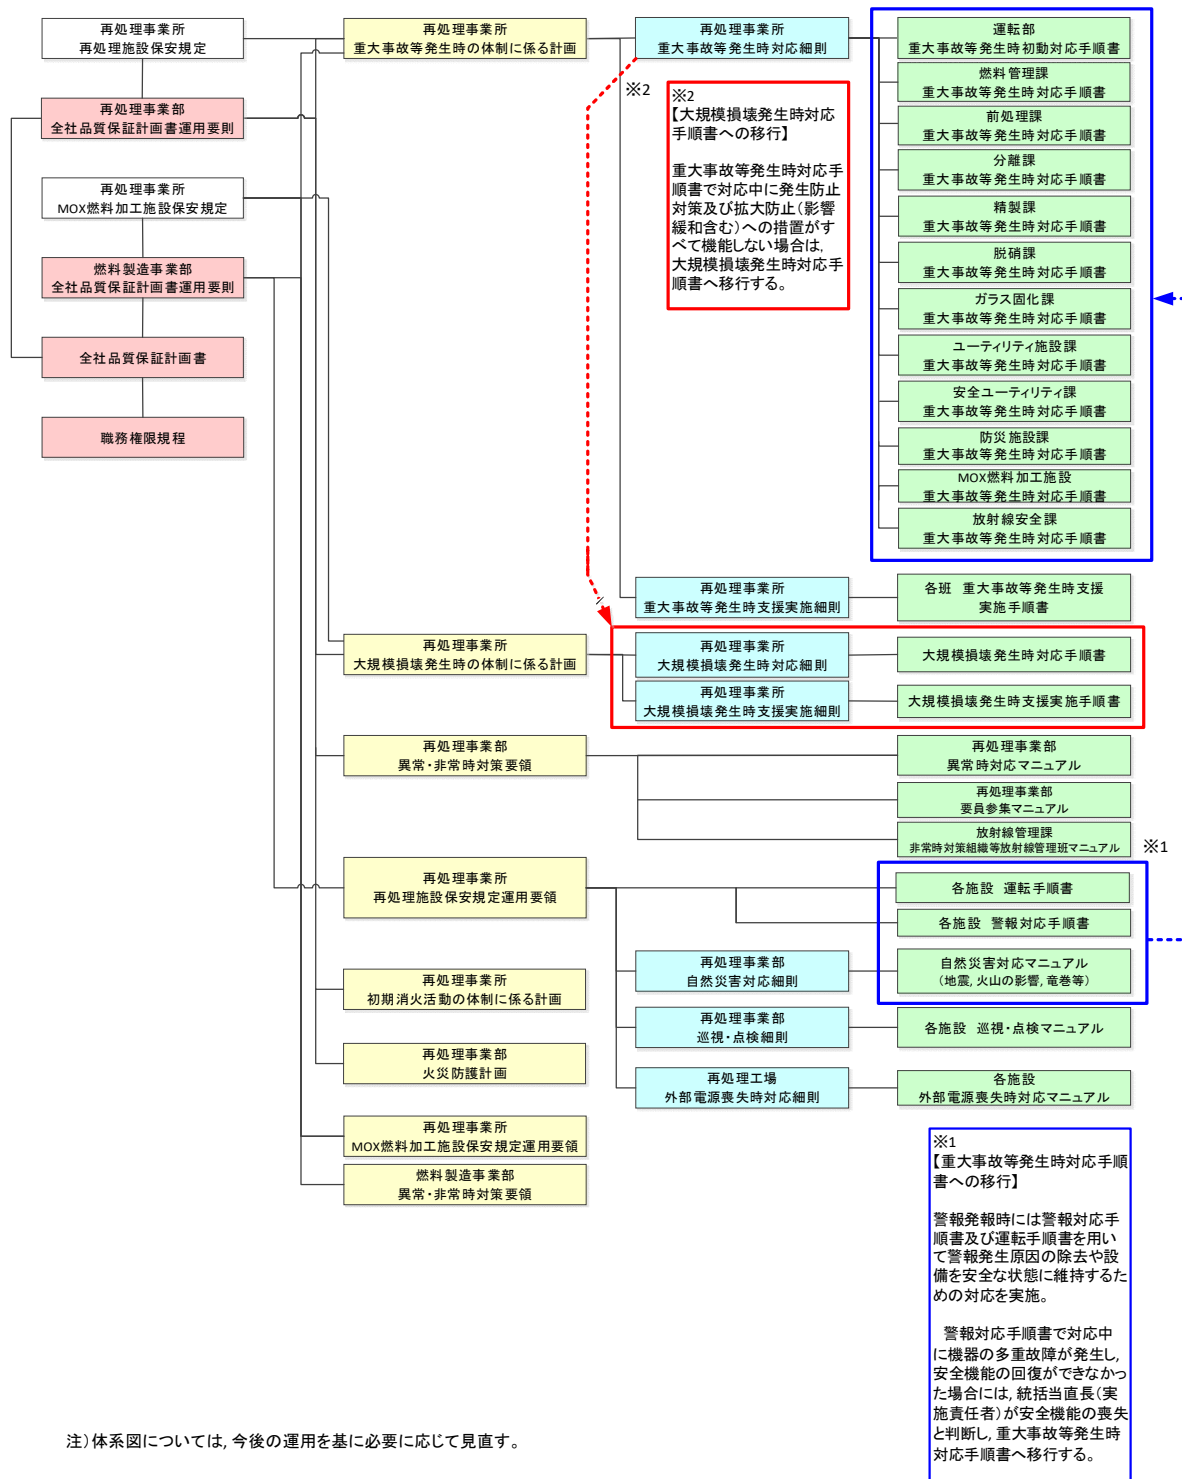 再処理事業所
再処理施設保安規定
再処理事業部
全社品質保証計画書運用要則
再処理事業所
MOX燃料加工施設保安規定
燃料製造事業部
全社品質保証計画書運用要則
全社品質保証計画書
職務権限規程
再処理事業所
重大事故等発生時の体制に係る計画
再処理事業所
大規模損壊発生時の体制に係る計画
再処理事業部
異常・非常時対策要領
再処理事業所
再処理施設保安規定運用要領
再処理事業所
初期消火活動の体制に係る計画
再処理事業部
火災防護計画
再処理事業所
MOX燃料加工施設保安規定運用要領
燃料製造事業部
異常・非常時対策要領
再処理事業所
重大事故等発生時対応細則
※2
※2
【大規模損壊発生時対応
手順書への移行】
重大事故等発生時対応手
順書で対応中に発生防止
対策及び拡大防止(影響
緩和含む)への措置がす
べて機能しない場合は,
大規模損壊発生時対応手
順書へ移行する。
再処理事業所
重大事故等発生時支援実施細則
再処理事業所
大規模損壊発生時対応細則
再処理事業所
大規模損壊発生時支援実施細則
再処理事業部
自然災害対応細則
再処理事業部
巡視・点検細則
再処理工場
外部電源喪失時対応細則
運転部
重大事故等発生時初動対応手順書
燃料管理課
重大事故等発生時対応手順書
前処理課
重大事故等発生時対応手順書
分離課
重大事故等発生時対応手順書
精製課
重大事故等発生時対応手順書
脱硝課
重大事故等発生時対応手順書
ガラス固化課
重大事故等発生時対応手順書
ユーティリティ施設課
重大事故等発生時対応手順書
安全ユーティリティ課
重大事故等発生時対応手順書
防災施設課
重大事故等発生時対応手順書
MOX燃料加工施設
重大事故等発生時対応手順書
放射線安全課
重大事故等発生時対応手順書
各班 重大事故等発生時支援
実施手順書
大規模損壊発生時対応手順書
大規模損壊発生時支援実施手順書
再処理事業部
異常時対応マニュアル
再処理事業部
要員参集マニュアル
放射線管理課
非常時対策組織等放射線管理班マニュアル
※1
各施設 運転手順書
各施設 警報対応手順書
自然災害対応マニュアル
(地震,火山の影響,竜巻等)
各施設 巡視・点検マニュアル
各施設
外部電源喪失時対応マニュアル
※1
【重大事故等発生時対応手順
書への移行】
警報発報時には警報対応手
順書及び運転手順書を用い
て警報発生原因の除去や設
備を安全な状態に維持するた
めの対応を実施。
警報対応手順書で対応中
に機器の多重故障が発生し,
安全機能の回復ができなかっ
た場合には,統括当直長(実
施責任者)が安全機能の喪失
と判断し,重大事故等発生時
対応手順書へ移行する。
注)体系図については,今後の運用を基に必要に応じて見直す。